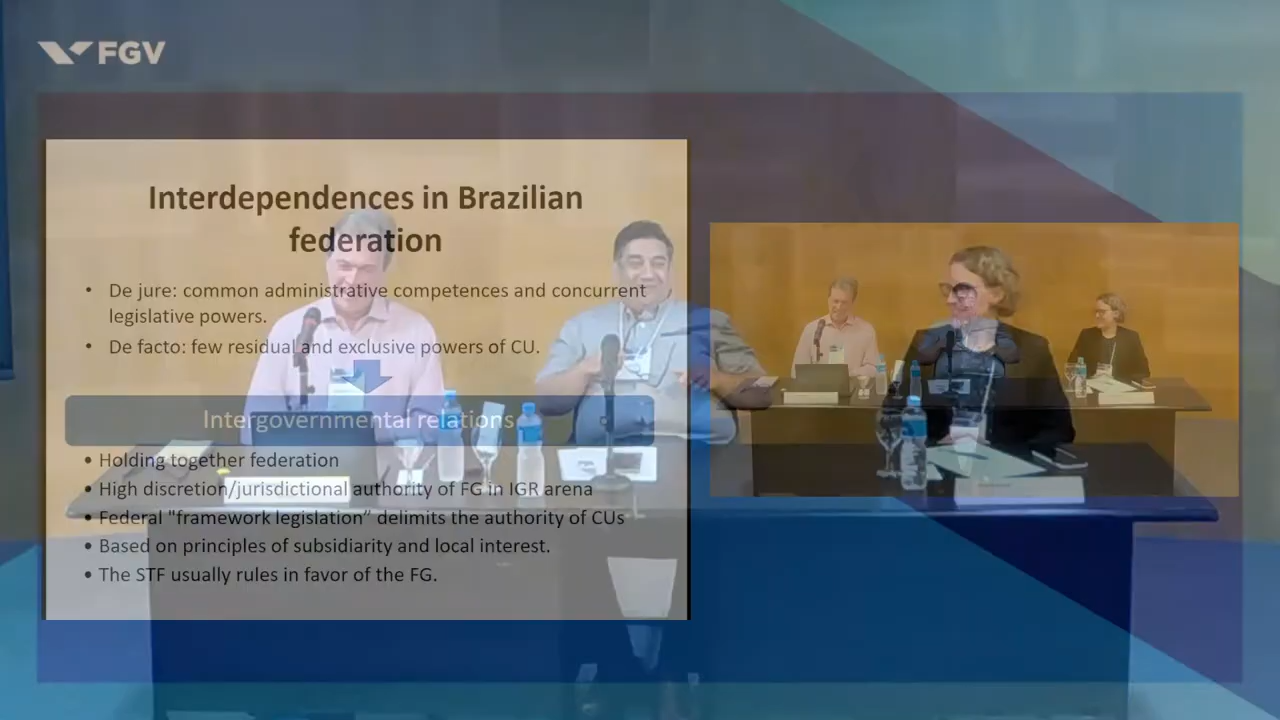 FGV
Interdependences in Brazilian
federation
• De jure: common administrative competences and concurrent
legislative powers.
• De facto: few residual and exclusive powers of CU.
Intergovernmental relations
• Holding together federation
• High discretion/jurisdictional authority of FG in IGR arena
• Federal "framework legislation” delimits the authority of CUs
• Based on principles of subsidiarity and local interest.
• The STF usually rules in favor of the FG.